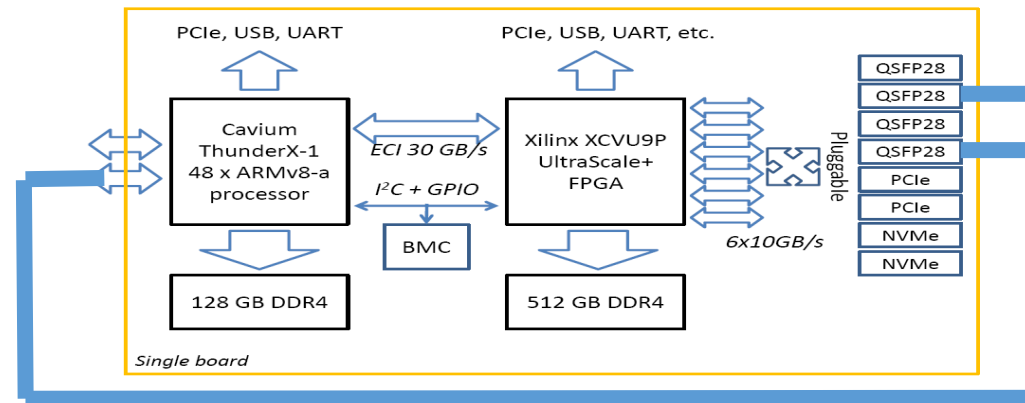 PCIe, USB, UART
PCIe, USB, UART, etc.
Cavium
ThunderX-1
48 x ARMv8-a
processor
ECI 30 GB/s
I²C + GPIO
BMC
Xilinx XCVU9P
UltraScale+
FPGA
6x10GB/s
Pluggable
QSFP28
QSFP28
QSFP28
QSFP28
PCIe
PCIe
NVMe
NVMe
128 GB DDR4
512 GB DDR4
Single board